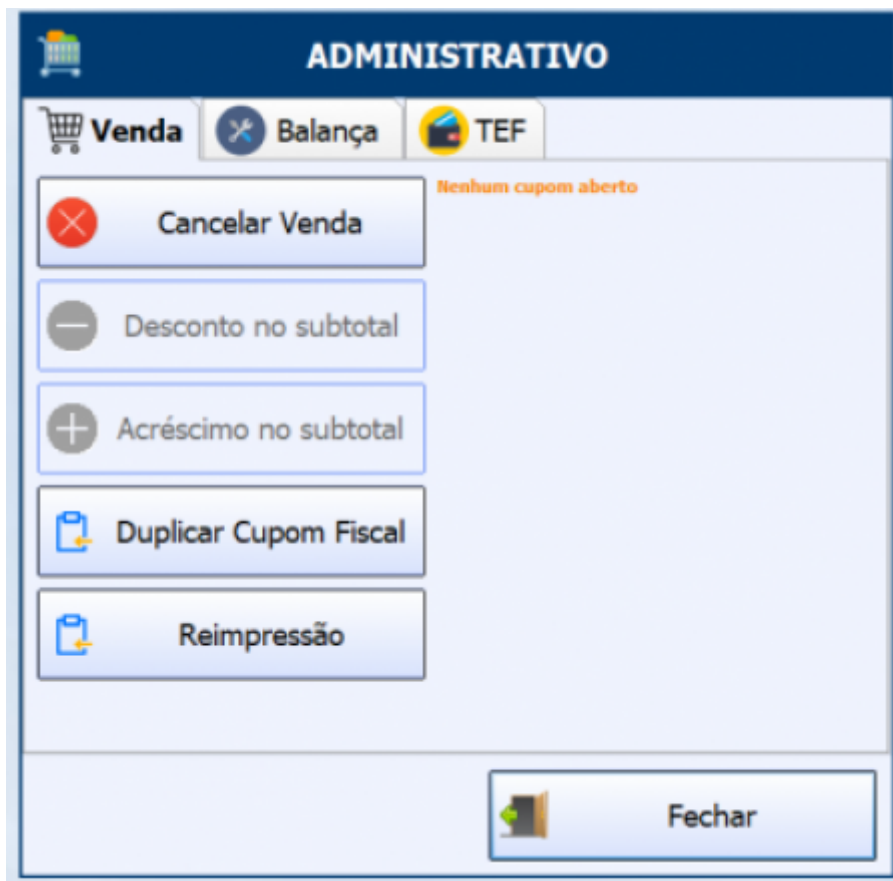 ADMINISTRATIVO
Venda
Balança
TEF
Nenhum cupom aberto
Cancelar Venda
Desconto no subtotal
Acréscimo no subtotal
Duplicar Cupom Fiscal
Reimpressão
Fechar